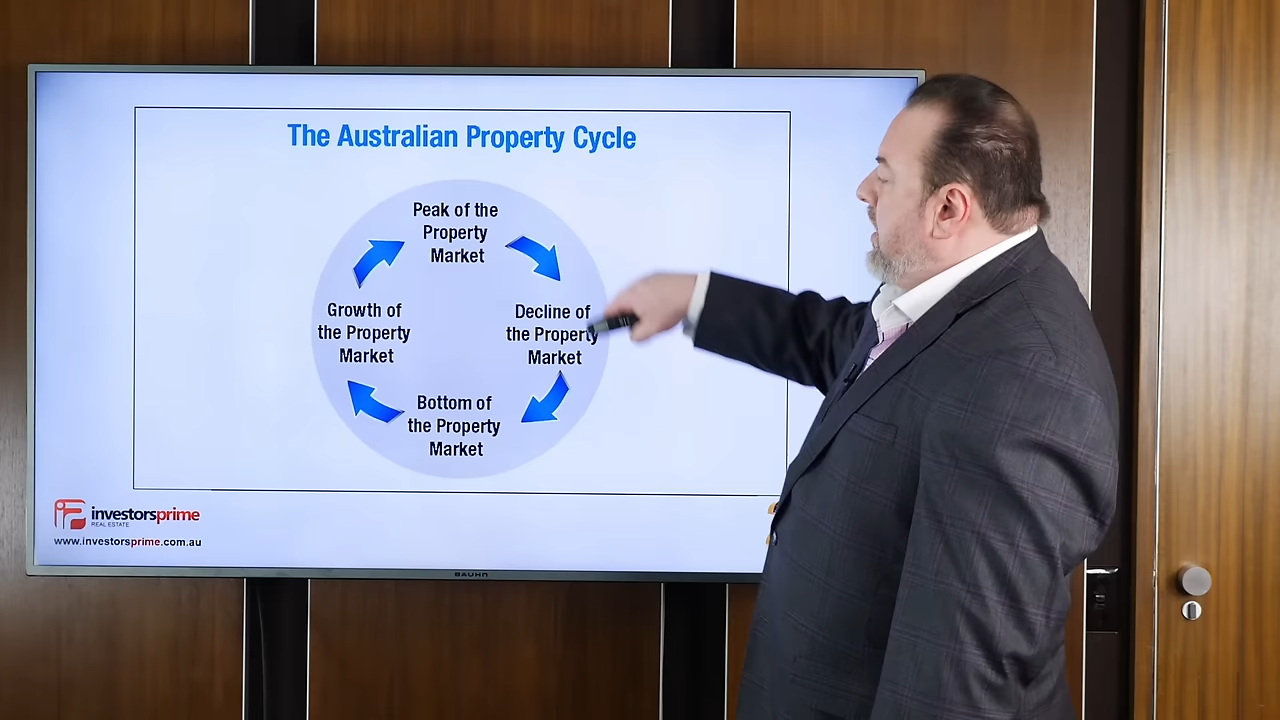 The Australian Property Cycle
Peak of the
Property
Market
Growth of
the Property
Market
Decline of
the Property
Market
Bottom of
the Property
Market
investorsprime
REAL ESTATE
www.investorsprime.com.au
BAUHN